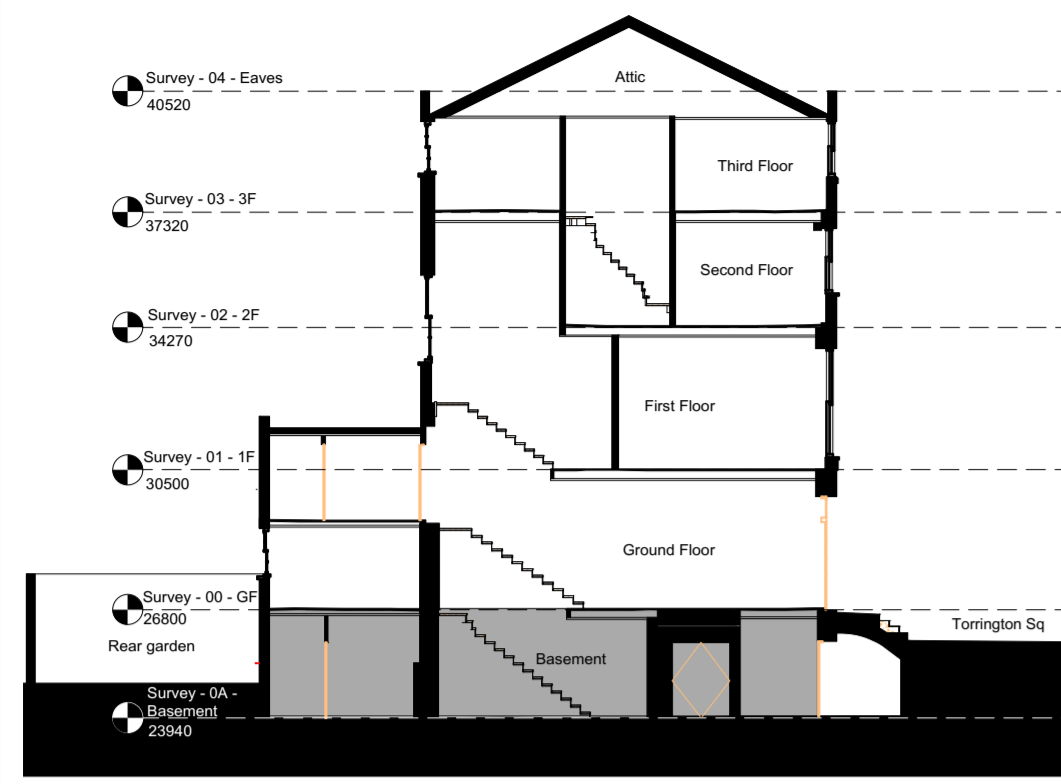 Attic
Survey - 04 - Eaves
40520
Third Floor
Survey - 03 - 3F
37320
Second Floor
Survey - 02 - 2F
34270
First Floor
Survey - 01 - 1F
30500
Ground Floor
Survey - 00 - GF
26800
Torrington Sq
Rear garden
Basement
Survey - 0A -
Basement
23940